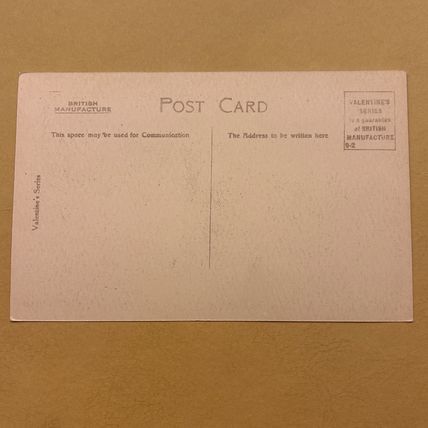 BRITISH
MANUFACTURE
POST CARD
This space may be used for Communication
The Address to be written here
VALENTINE'S
SERIES
is a guarantee
of BRITISH
MANUFACTURE
9-2
Valentine's Series